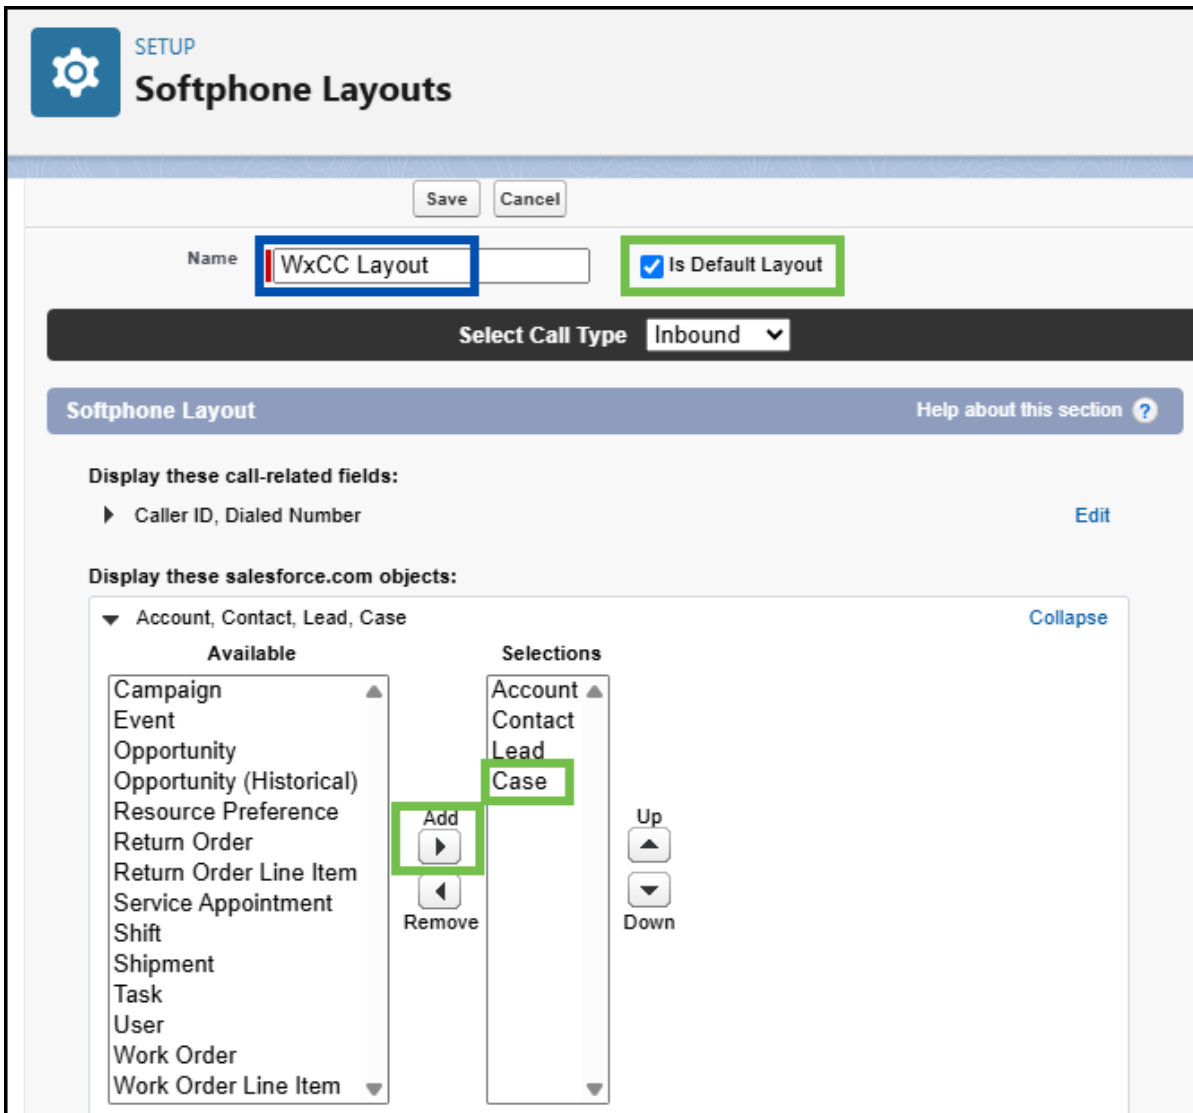 SETUP
Softphone Layouts
Save Cancel
Name WxCC Layout Is Default Layout
Select Call Type Inbound
Softphone Layout Help about this section ?
Display these call-related fields:
Caller ID, Dialed Number Edit
Display these salesforce.com objects:
Account, Contact, Lead, Case Collapse
Available Selections
Campaign Account
Event Contact
Opportunity Lead
Opportunity (Historical) Case
Resource Preference
Add Up
Return Order
Return Order Line Item
Service Appointment
Remove Down
Shift
Shipment
Task
User
Work Order
Work Order Line Item